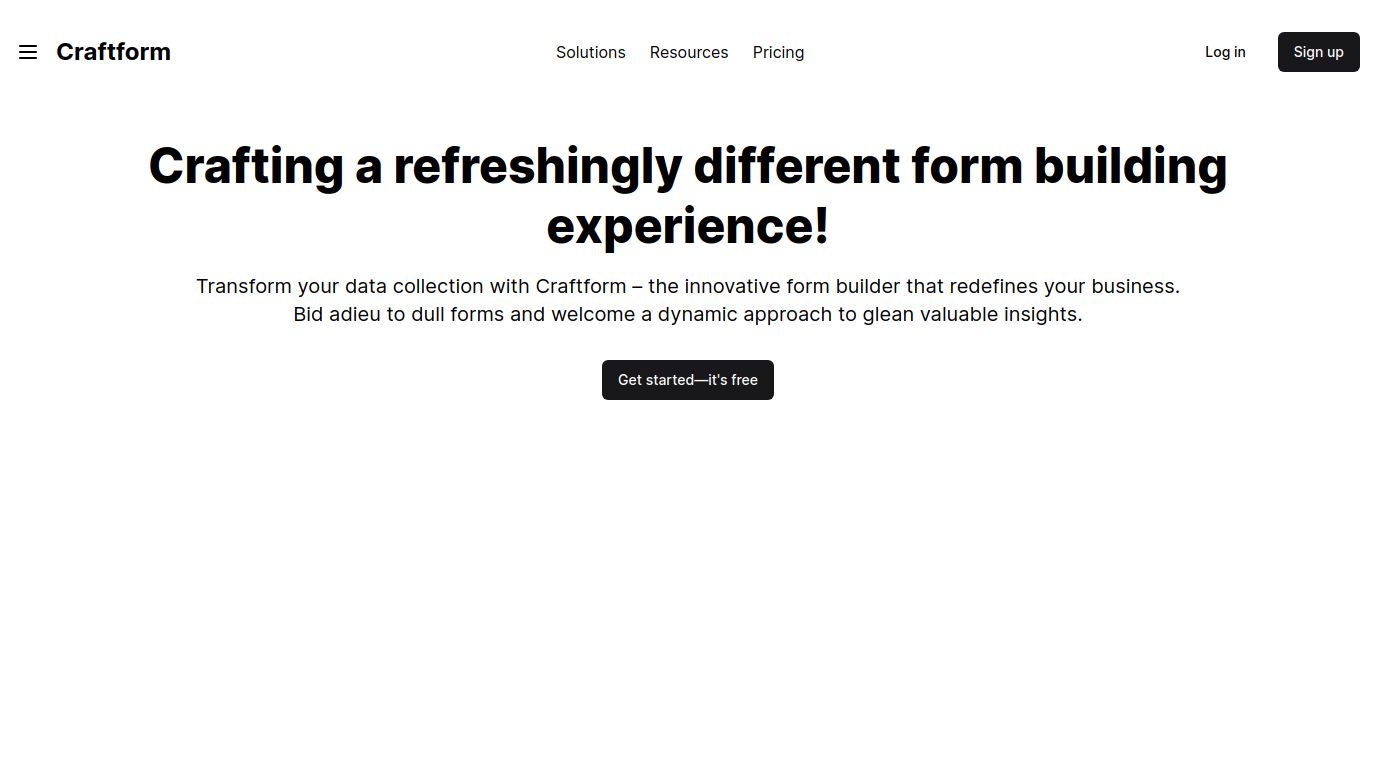 Craftform
Solutions
Resources
Pricing
Log in
Sign up
Crafting a refreshingly different form building
experience!
Transform your data collection with Craftform – the innovative form builder that redefines your business.
Bid adieu to dull forms and welcome a dynamic approach to glean valuable insights.
Get started—it's free